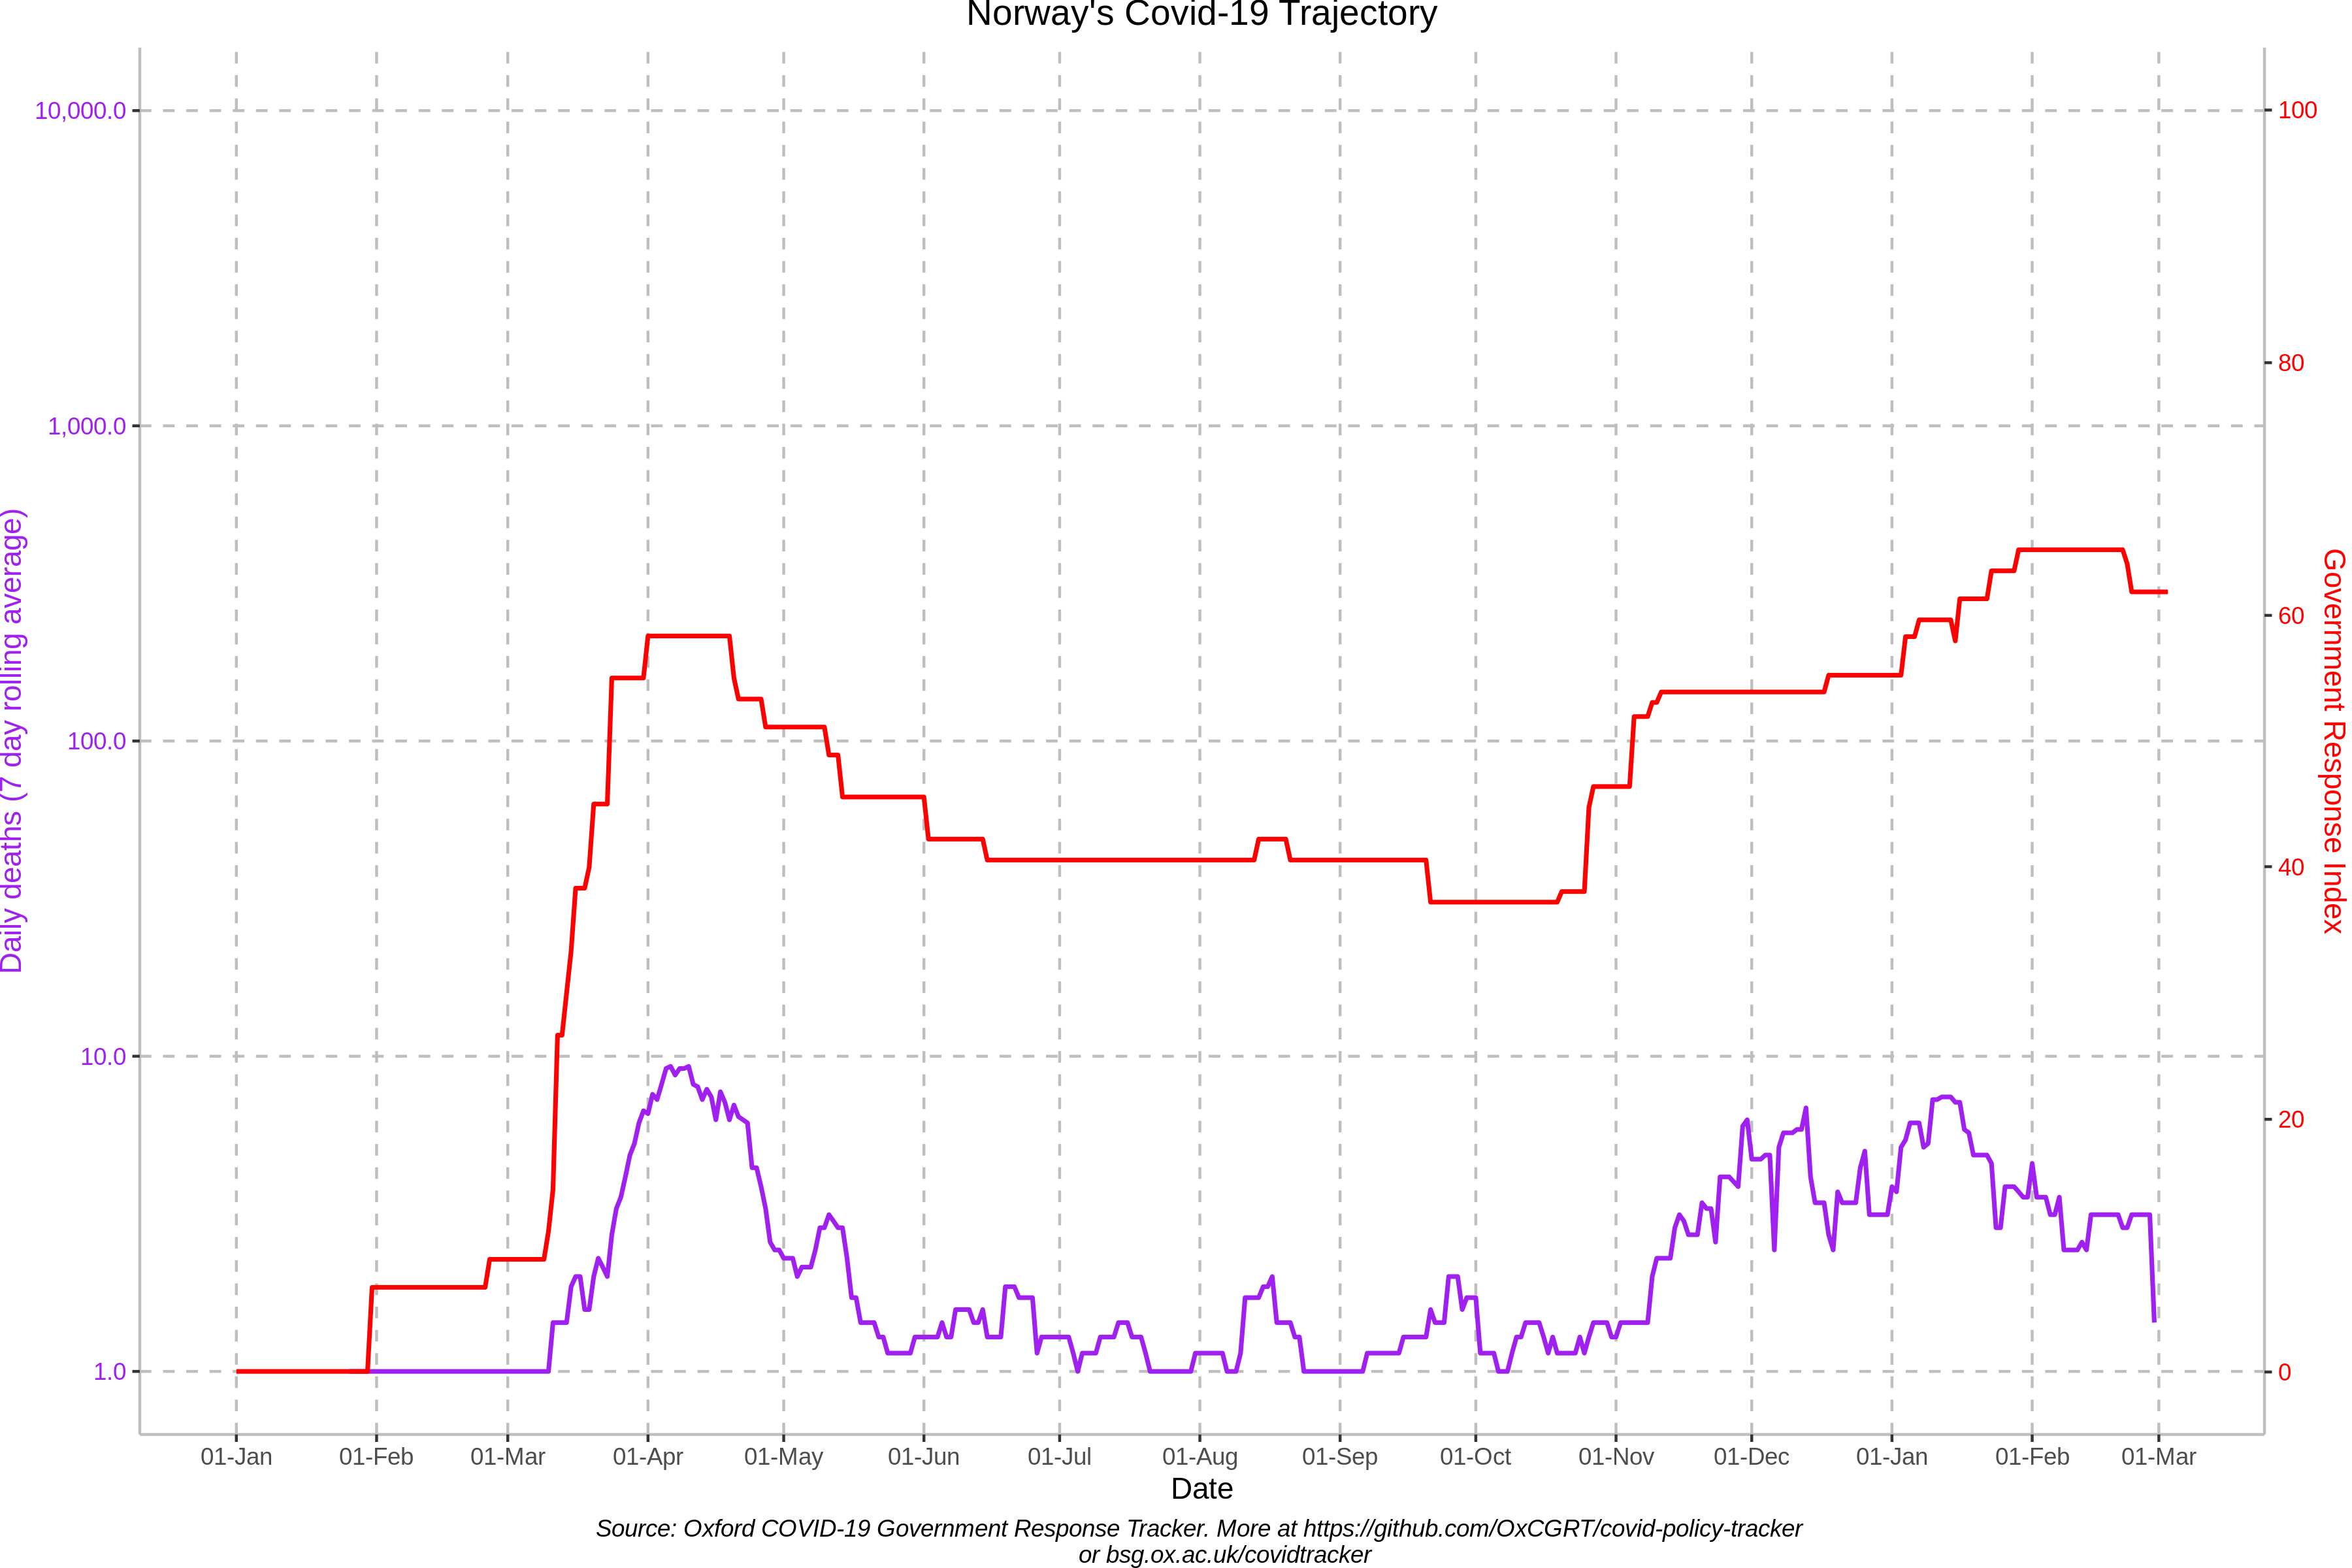 Norway's Covid-19 Trajectory
10,000.0
1,000.0
100.0
10.0
1.0
Daily deaths (7 day rolling average)
100
80
60
40
20
0
Government Response Index
01-Jan 01-Feb 01-Mar 01-Apr 01-May 01-Jun 01-Jul 01-Aug 01-Sep 01-Oct 01-Nov 01-Dec 01-Jan 01-Feb 01-Mar
Date
Source: Oxford COVID-19 Government Response Tracker. More at https://github.com/OxCGRT/covid-policy-tracker
or bsg.ox.ac.uk/covidtracker